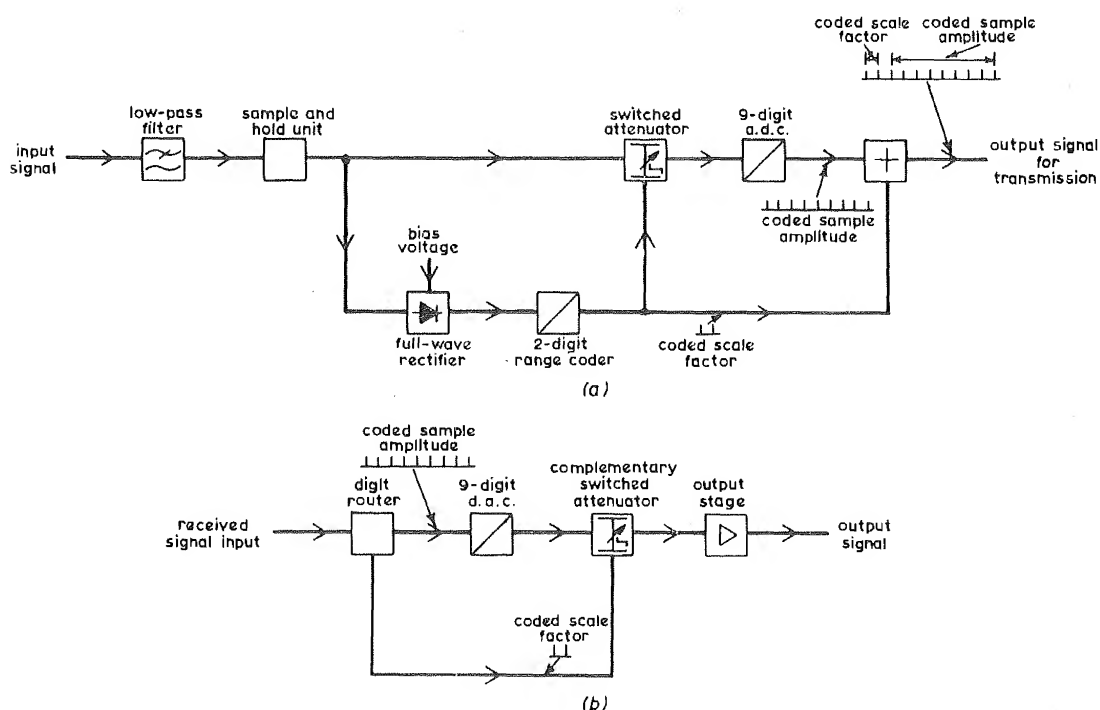 coded scale
factor
coded sample
amplitude
low-pass
filter
sample and
hold unit
switched
attenuator
9-digit
a.d.c.
input
signal
output signal
for
transmission
coded sample
amplitude
bias
voltage
full-wave
rectifier
2-digit
range coder
coded scale
factor
(a)
coded sample
amplitude
digit
router
9-digit
d.a.c.
complementary
switched
attenuator
output
stage
received
signal input
output
signal
coded scale
factor
(b)